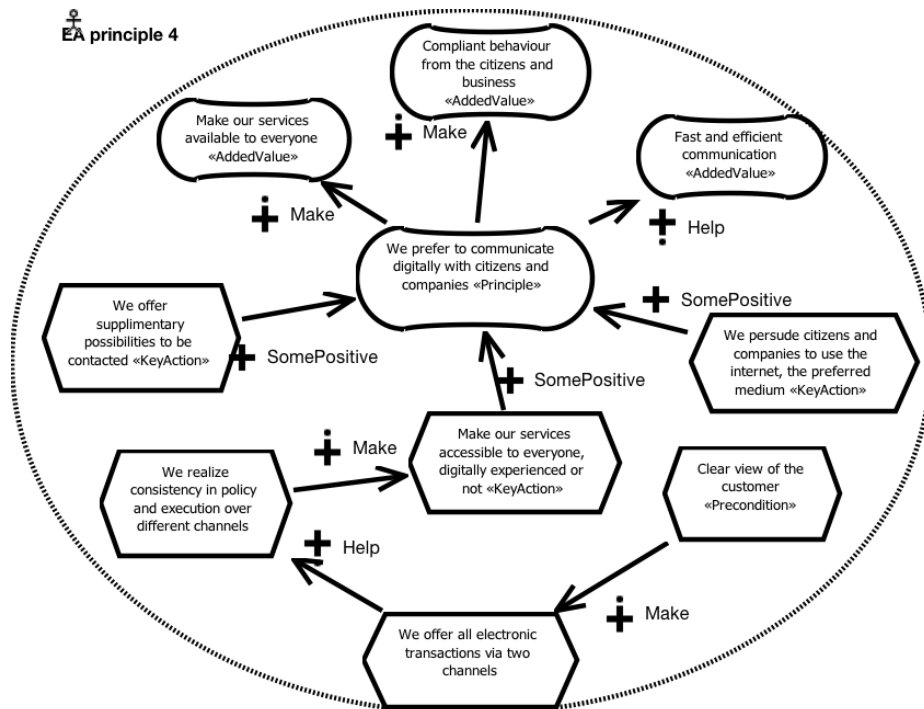 EA principle 4
Compliant behaviour
from the citizens and
business
«AddedValue»
Make our services
available to everyone
«AddedValue»
Make
Fast and efficient
communication
«AddedValue»
Make
Help
We prefer to communicate
digitally with citizens and
companies «Principle»
We offer
supplimentary
possibilities to be
contacted «KeyAction»
SomePositive
SomePositive
We persude citizens and
companies to use the
internet, the preferred
medium «KeyAction»
SomePositive
Make our services
accessible to everyone,
digitally experienced or
not «KeyAction»
Make
We realize
consistency in policy
and execution over
different channels
Clear view of the
customer
«Precondition»
Help
Make
We offer all electronic
transactions via two
channels